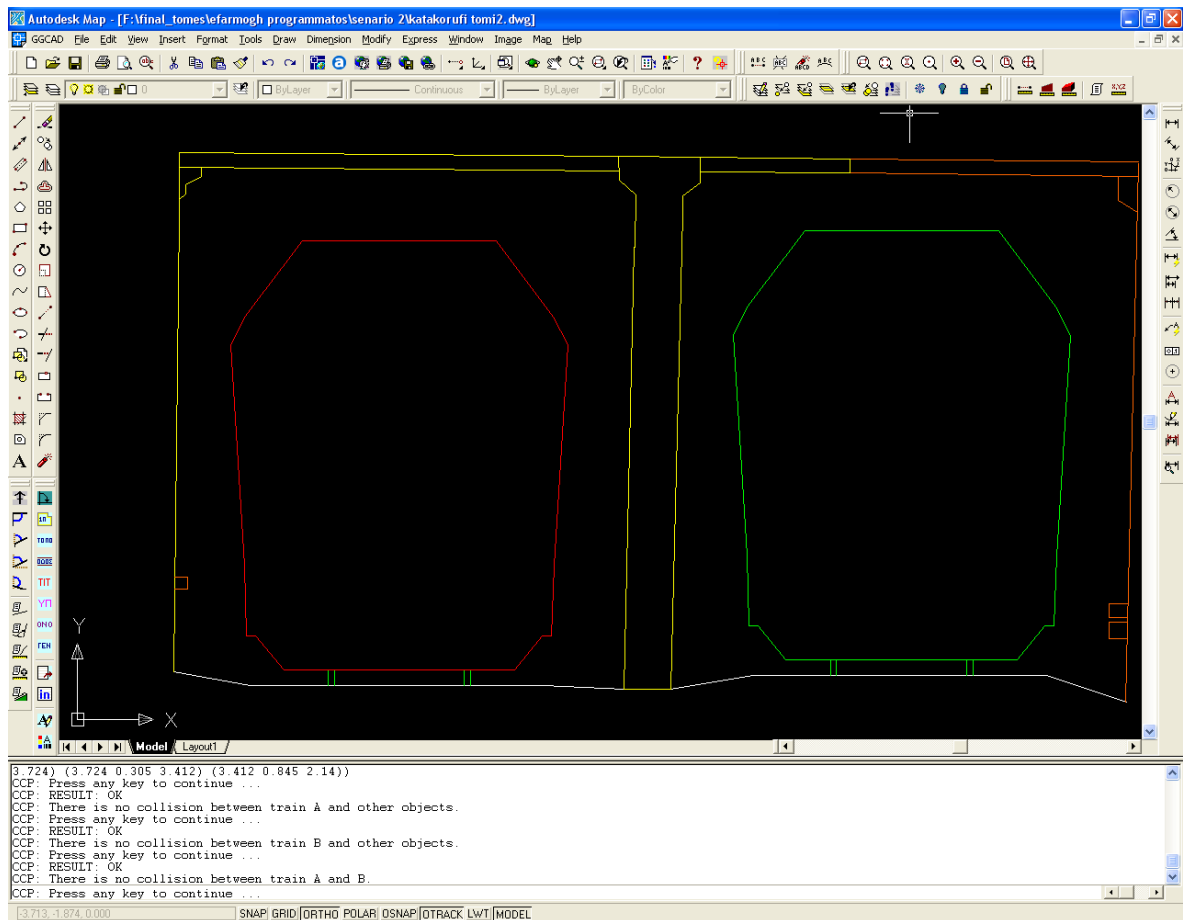 Autodesk Map - [F:\final_tomes\efarmogh programmatos\senario 2\katakorufi tomi2.dwg]
GGCAD File Edit View Insert Format Tools Draw Dimension Modify Express Window Image Map Help
0 ByLayer Continuous ByLayer ByColor
A
TIT
ΥΠ
ONO
ΓΕΝ
in
Y
X
Model Layout1
3.724) (3.724 0.305 3.412) (3.412 0.845 2.14))
CCP: Press any key to continue ...
CCP: RESULT: OK
CCP: There is no collision between train A and other objects.
CCP: Press any key to continue ...
CCP: RESULT: OK
CCP: There is no collision between train B and other objects.
CCP: Press any key to continue ...
CCP: RESULT: OK
CCP: There is no collision between train A and B.
CCP: Press any key to continue ...
-3.713, -1.874, 0.000 SNAP GRID ORTHO POLAR OSNAP OTRACK LWT MODEL